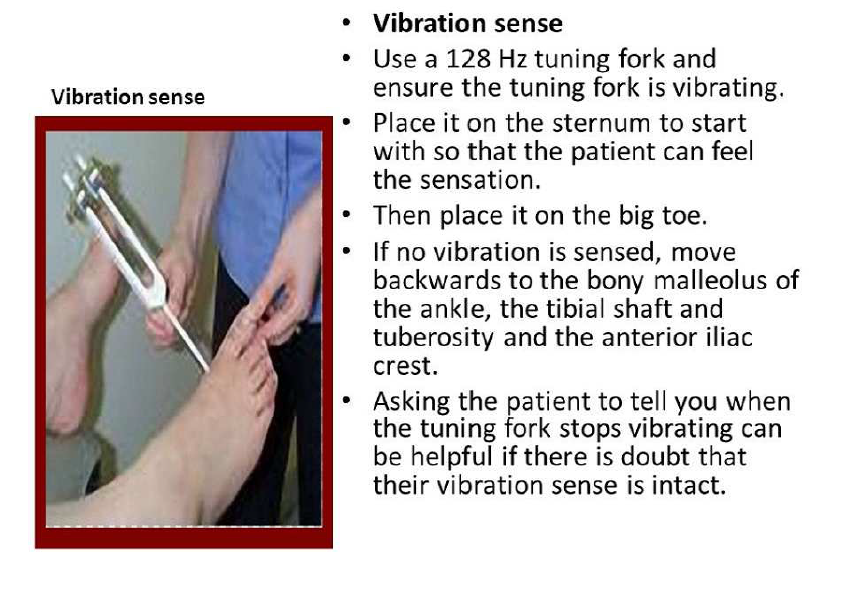 Vibration sense
• Vibration sense
• Use a 128 Hz tuning fork and
ensure the tuning fork is vibrating.
• Place it on the sternum to start
with so that the patient can feel
the sensation.
• Then place it on the big toe.
• If no vibration is sensed, move
backwards to the bony malleolus of
the ankle, the tibial shaft and
tuberosity and the anterior iliac
crest.
• Asking the patient to tell you when
the tuning fork stops vibrating can
be helpful if there is doubt that
their vibration sense is intact.